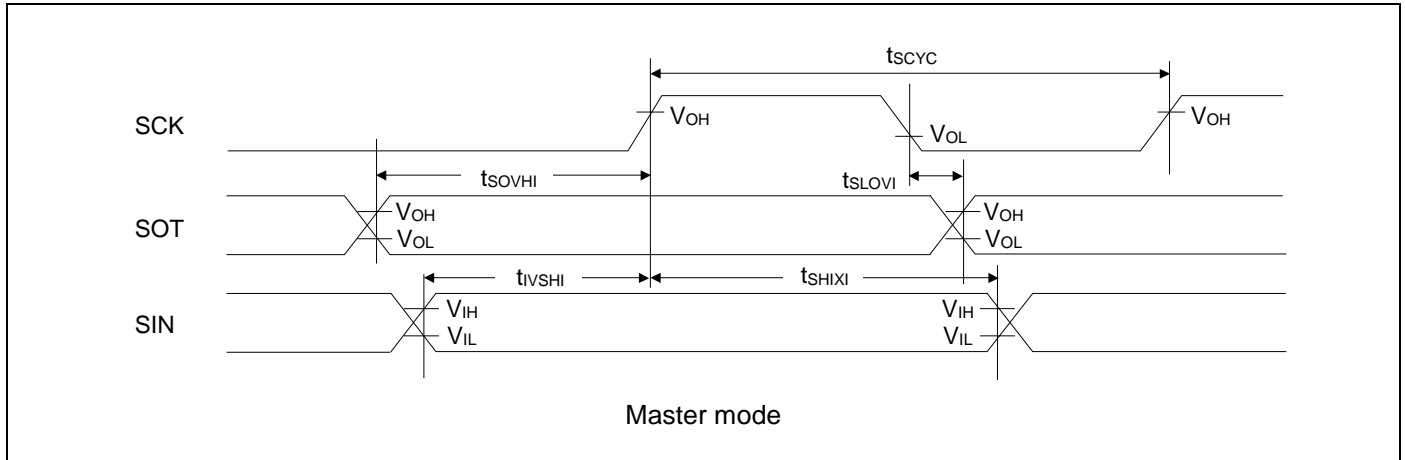 tSCYC
SCK
VOH
VOL
VOH
tSOVHI
tSLOVI
SOT
VOH
VOL
VOH
VOL
tIVSHI
tSHIXI
SIN
VIH
VIL
VIH
VIL
Master mode